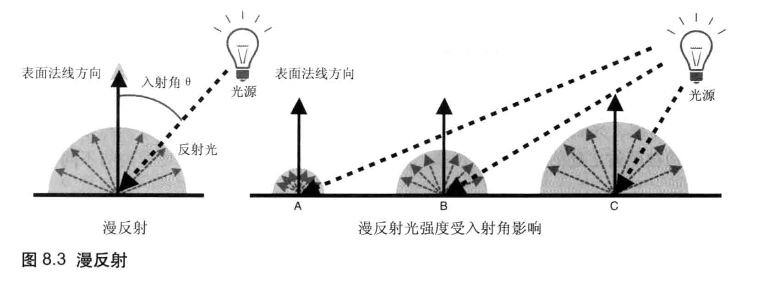 表面法线方向
入射角 θ
光源
反射光
漫反射
表面法线方向
光源
A
B
C
漫反射光强度受入射角影响
图 8.3 漫反射